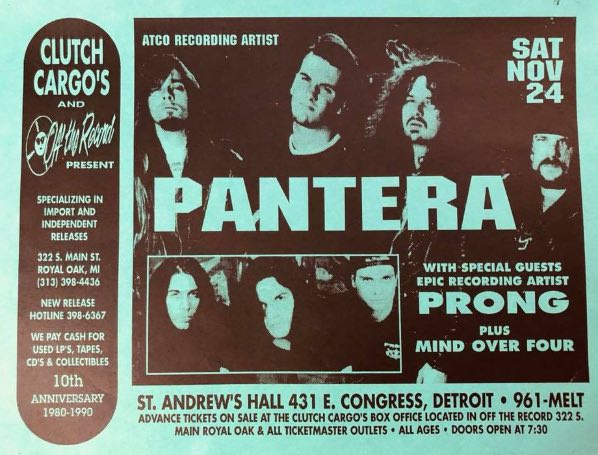 CLUTCH
CARGO'S
AND
Off the Record
PRESENT
SPECIALIZING IN
IMPORT AND
INDEPENDENT
RELEASES
322 S. MAIN ST.
ROYAL OAK, MI
(313) 398-4436
NEW RELEASE
HOTLINE 398-6367
WE PAY CASH FOR
USED LP'S, TAPES,
CD'S & COLLECTIBLES
10th
ANNIVERSARY
1980-1990
ATCO RECORDING ARTIST
SAT
NOV
24
PANTERA
WITH SPECIAL GUESTS
EPIC RECORDING ARTIST
PRONG
PLUS
MIND OVER FOUR
ST. ANDREW'S HALL 431 E. CONGRESS, DETROIT • 961-MELT
ADVANCE TICKETS ON SALE AT THE CLUTCH CARGO'S BOX OFFICE LOCATED IN OFF THE RECORD 322 S.
MAIN ROYAL OAK & ALL TICKETMASTER OUTLETS • ALL AGES • DOORS OPEN AT 7:30